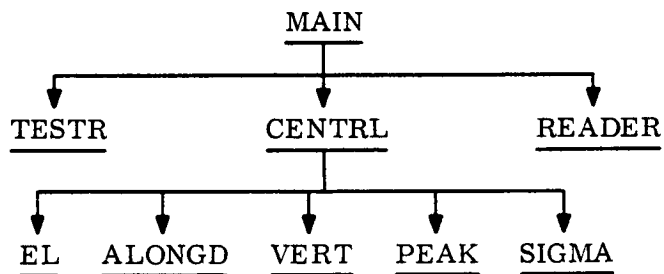 MAIN
TESTR CENTRL READER
EL ALONGD VERT PEAK SIGMA